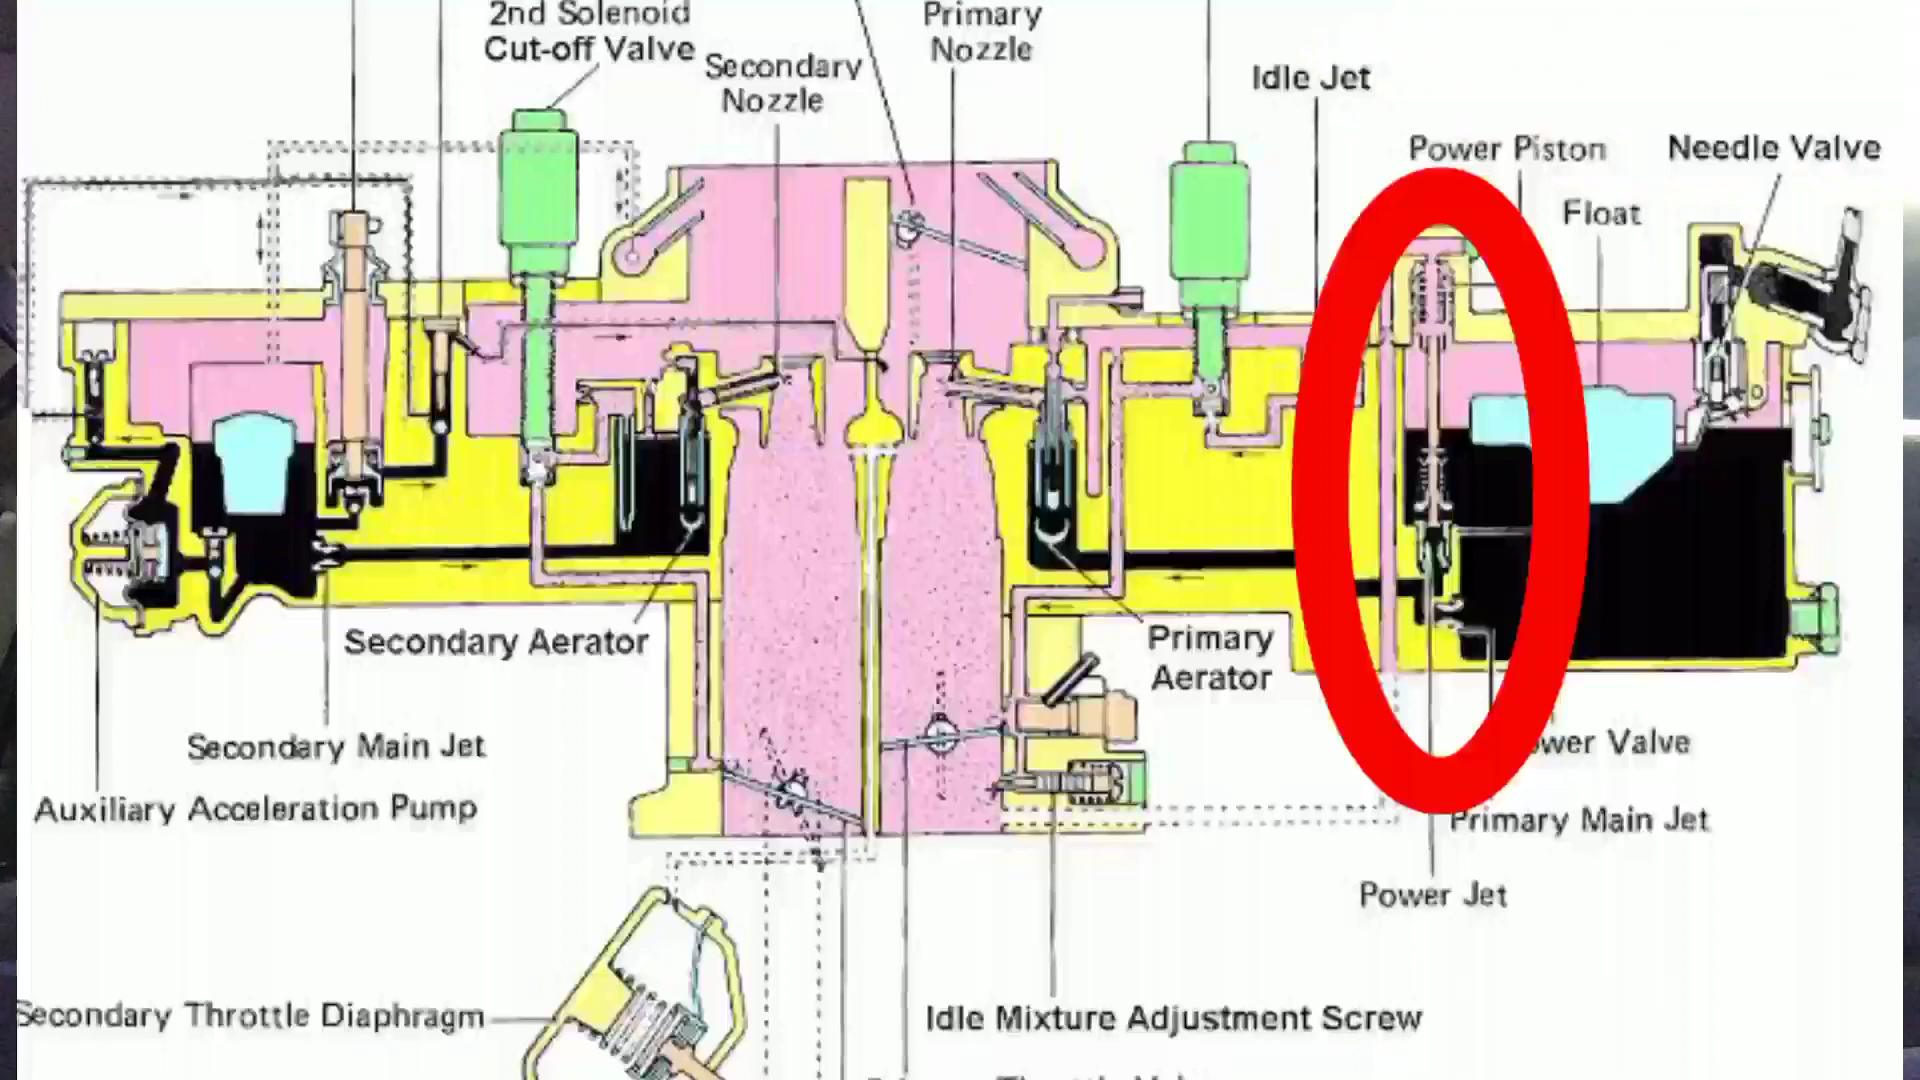 2nd Solenoid
Cut-off Valve
Secondary
Nozzle
Primary
Nozzle
Idle Jet
Power Piston
Needle Valve
Float
Secondary Aerator
Primary
Aerator
Secondary Main Jet
Auxiliary Acceleration Pump
ower Valve
Primary Main Jet
Power Jet
Secondary Throttle Diaphragm
Idle Mixture Adjustment Screw